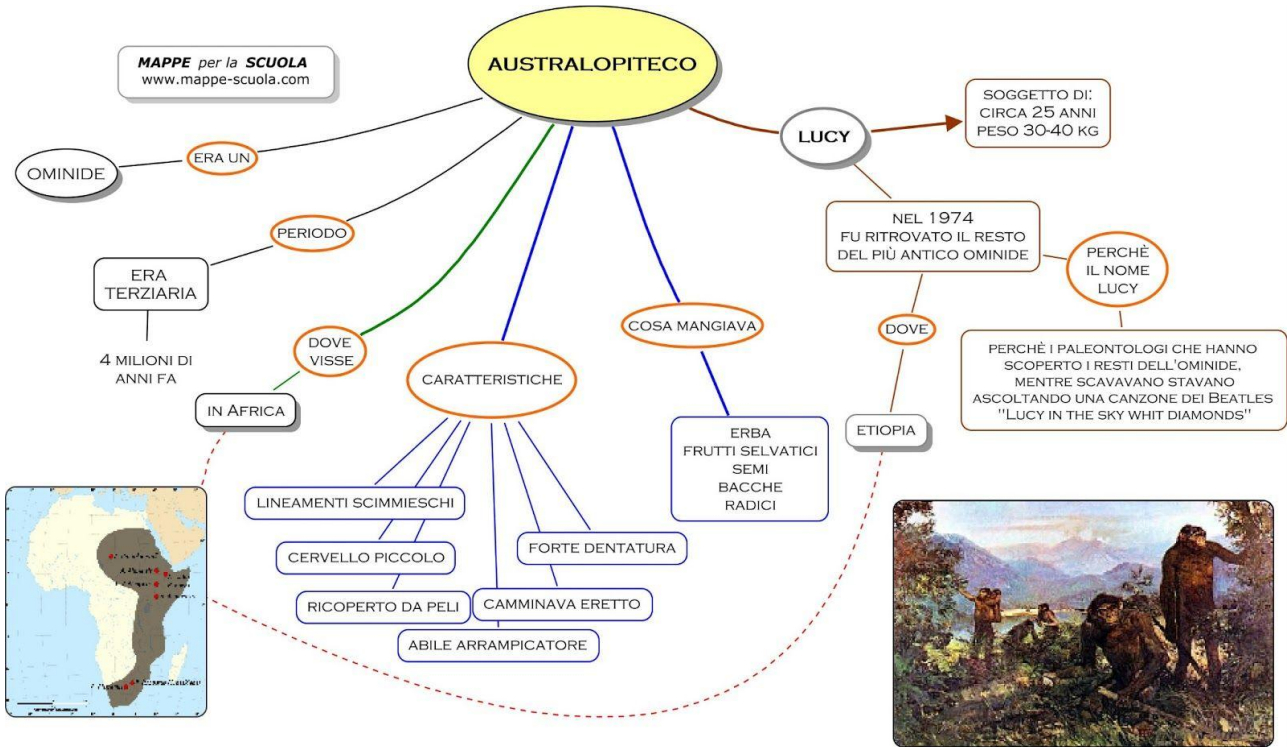 MAPPE per la SCUOLA
www.mappe-scuola.com
AUSTRALOPITECO
ERA UN
OMINIDE
PERIODO
ERA
TERZIARIA
4 MILIONI DI
ANNI FA
DOVE
VISSE
IN AFRICA
CARATTERISTICHE
LINEAMENTI SCIMMIESCHI
CERVELLO PICCOLO
RICOPERTO DA PELI
ABILE ARRAMPICATORE
CAMMINAVA ERETTO
FORTE DENTATURA
COSA MANGIAVA
ERBA
FRUTTI SELVATICI
SEMI
BACCHE
RADICI
LUCY
SOGGETTO DI:
CIRCA 25 ANNI
PESO 30-40 KG
NEL 1974
FU RITROVATO IL RESTO
DEL PIÙ ANTICO OMINIDE
DOVE
ETIOPIA
PERCHÈ
IL NOME
LUCY
PERCHÈ I PALEONTOLOGI CHE HANNO
SCOPERTO I RESTI DELL'OMINIDE,
MENTRE SCAVAVANO STAVANO
ASCOLTANDO UNA CANZONE DEI BEATLES
"LUCY IN THE SKY WHIT DIAMONDS"